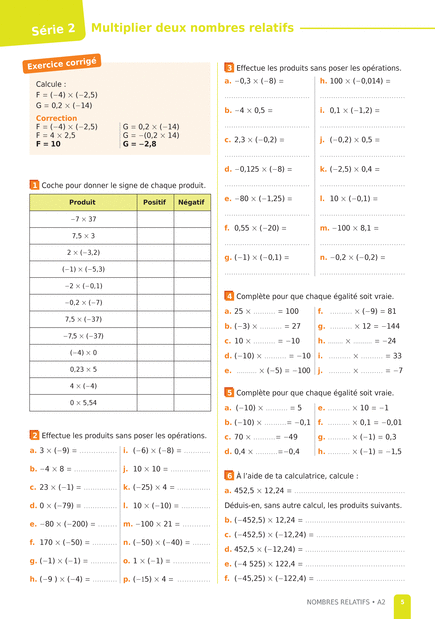 Série 2 Multiplier deux nombres relatifs
Exercice corrigé
Calcule :
F = (−4) × (−2,5)
G = 0,2 × (−14)
Correction
F = (−4) × (−2,5) G = 0,2 × (−14)
F = 4 × 2,5 G = −(0,2 × 14)
F = 10 G = −2,8
1 Coche pour donner le signe de chaque produit.
Produit Positif Négatif
−7 × 37
7,5 × 3
2 × (−3,2)
(−1) × (−5,3)
−2 × (−0,1)
−0,2 × (−7)
7,5 × (−37)
−7,5 × (−37)
(−4) × 0
0,23 × 5
4 × (−4)
0 × 5,54
2 Effectue les produits sans poser les opérations.
a. 3 × (−9) = .............. i. (−6) × (−8) = ..........
b. −4 × 8 = .............. j. 10 × 10 = ..............
c. 23 × (−1) = ........... k. (−25) × 4 = ...........
d. 0 × (−79) = ........... l. 10 × (−10) = ..........
e. −80 × (−200) = ....... m. −100 × 21 = .........
f. 170 × (−50) = ........ n. (−50) × (−40) = .......
g. (−1) × (−1) = ......... o. 1 × (−1) = .............
h. (−9 ) × (−4) = ......... p. (−15) × 4 = ............
3 Effectue les produits sans poser les opérations.
a. −0,3 × (−8) = h. 100 × (−0,014) =
b. −4 × 0,5 = i. 0,1 × (−1,2) =
c. 2,3 × (−0,2) = j. (−0,2) × 0,5 =
d. −0,125 × (−8) = k. (−2,5) × 0,4 =
e. −80 × (−1,25) = l. 10 × (−0,1) =
f. 0,55 × (−20) = m. −100 × 8,1 =
g. (−1) × (−0,1) = n. −0,2 × (−0,2) =
4 Complète pour que chaque égalité soit vraie.
a. 25 × ......... = 100 f. ......... × (−9) = 81
b. (−3) × ......... = 27 g. ......... × 12 = −144
c. 10 × ......... = −10 h. ...... × ......... = −24
d. (−10) × ......... = −10 i. ......... × ......... = 33
e. ......... × (−5) = −100 j. ......... × ......... = −7
5 Complète pour que chaque égalité soit vraie.
a. (−10) × ......... = 5 e. ......... × 10 = −1
b. (−10) × .........= −0,1 f. ......... × 0,1 = −0,01
c. 70 × .........= −49 g. ......... × (−1) = 0,3
d. 0,4 × .........=−0,4 h. ......... × (−1) = −1,5
6 À l'aide de ta calculatrice, calcule :
a. 452,5 × 12,24 = ........................................
Déduis-en, sans autre calcul, les produits suivants.
b. (−452,5) × 12,24 = ....................................
c. (−452,5) × (−12,24) = ................................
d. 452,5 × (−12,24) = ....................................
e. (−4 525) × 122,4 = ....................................
f. (−45,25) × (−122,4) = ................................
NOMBRES RELATIFS • A2 5